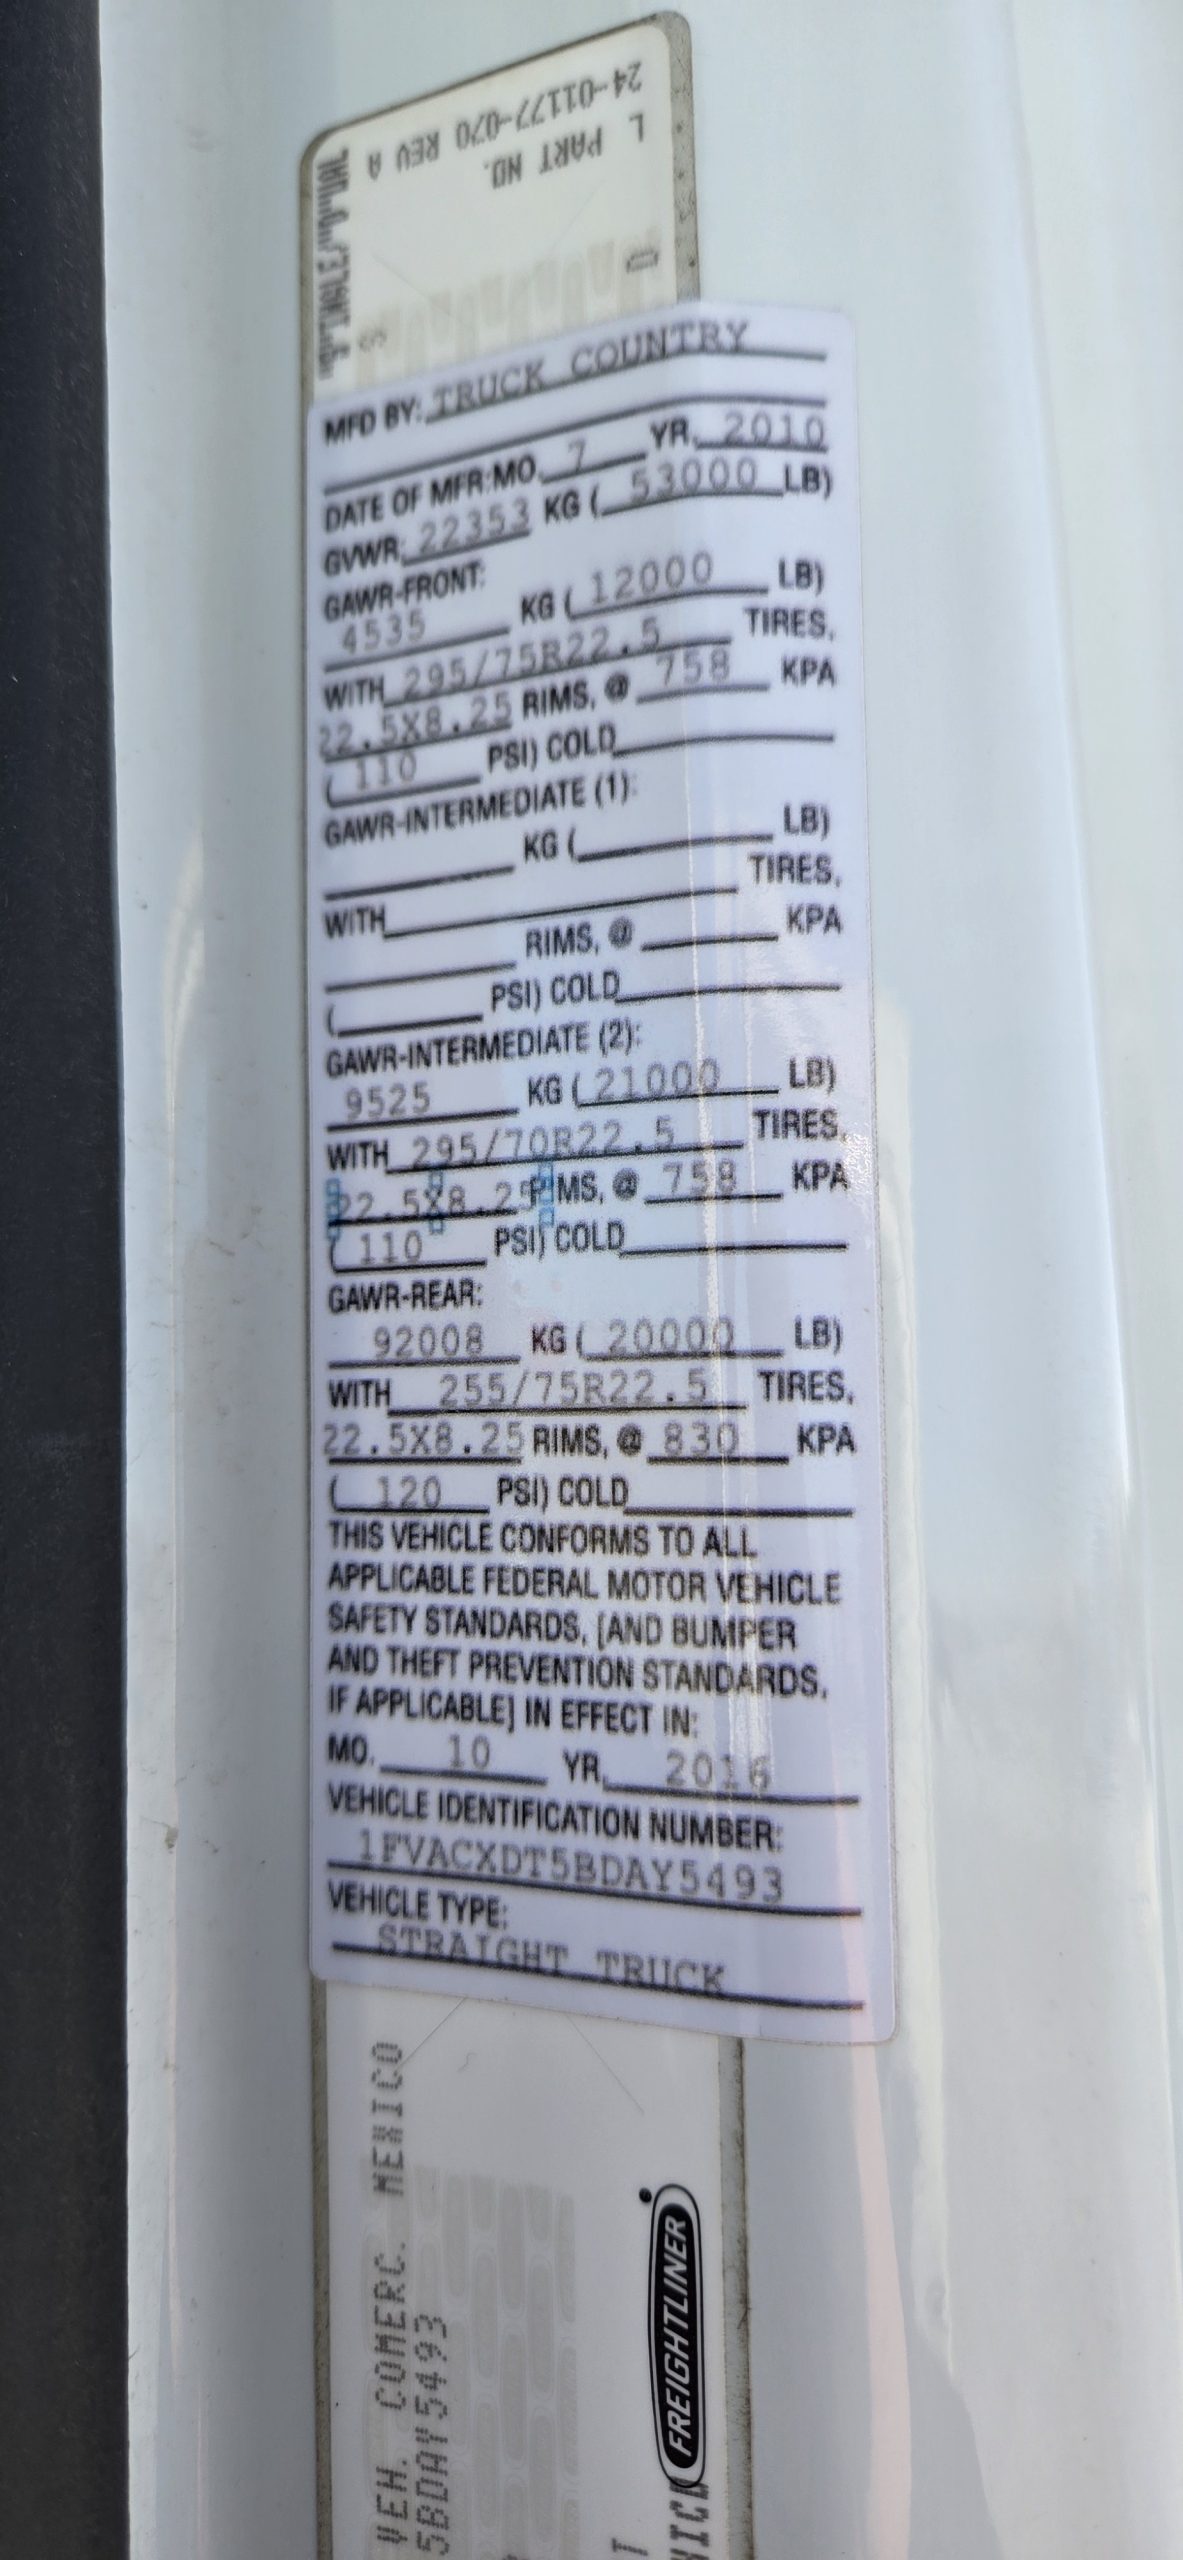 24-01177-070 REV A
L PART NO.
MFD BY: TRUCK COUNTRY
DATE OF MFR: MO. 7 YR. 2010
GVWR: 22353 KG ( 53000 LB)
GAWR-FRONT:
4535 KG ( 12000 LB)
WITH 295/75R22.5 TIRES,
22.5X8.25 RIMS, @ 758 KPA
( 110 PSI) COLD
GAWR-INTERMEDIATE (1):
KG ( LB)
WITH TIRES,
RIMS, @ KPA
( PSI) COLD
GAWR-INTERMEDIATE (2):
9525 KG ( 21000 LB)
WITH 295/70R22.5 TIRES,
22.5X8.25 RIMS, @ 758 KPA
( 110 PSI) COLD
GAWR-REAR:
92008 KG ( 20000 LB)
WITH 255/75R22.5 TIRES,
22.5X8.25 RIMS, @ 830 KPA
( 120 PSI) COLD
THIS VEHICLE CONFORMS TO ALL
APPLICABLE FEDERAL MOTOR VEHICLE
SAFETY STANDARDS, [AND BUMPER
AND THEFT PREVENTION STANDARDS,
IF APPLICABLE] IN EFFECT IN:
MO. 10 YR. 2016
VEHICLE IDENTIFICATION NUMBER:
1FVACXDT5BDAY5493
VEHICLE TYPE:
STRAIGHT TRUCK
VEH. COMERC. MEXICO
5BDAY5493
FREIGHTLINER